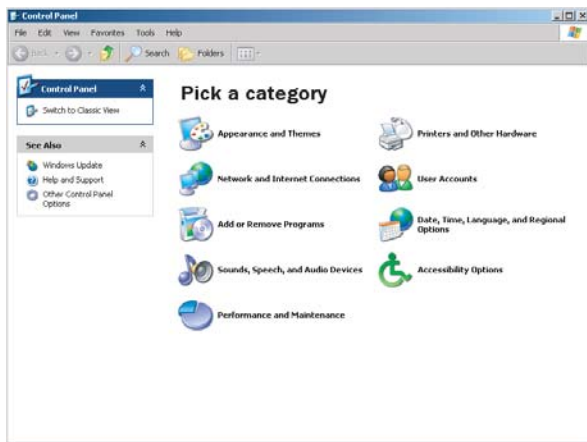 Control Panel
File Edit View Favorites Tools Help
Back Search Folders
Control Panel
Switch to Classic View
See Also
Windows Update
Help and Support
Other Control Panel
Options
Pick a category
Appearance and Themes
Printers and Other Hardware
Network and Internet Connections
User Accounts
Add or Remove Programs
Date, Time, Language, and Regional
Options
Sounds, Speech, and Audio Devices
Accessibility Options
Performance and Maintenance